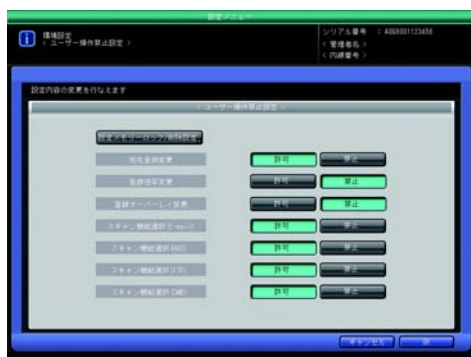 設定メニュー
環境設定
< ユーザー操作禁止設定 >
シリアル番号 : A0G0001123456
< 管理者名 >
< 内線番号 >
設定内容の変更を行なえます
< ユーザー操作禁止設定 >
設定メモリーロック/削除設定
宛先登録変更 許可 禁止
登録倍率変更 許可 禁止
登録オーバーレイ変更 許可 禁止
スキャン機能選択(E-mail) 許可 禁止
スキャン機能選択(HDD) 許可 禁止
スキャン機能選択(FTP) 許可 禁止
スキャン機能選択(SMB) 許可 禁止
キャンセル OK